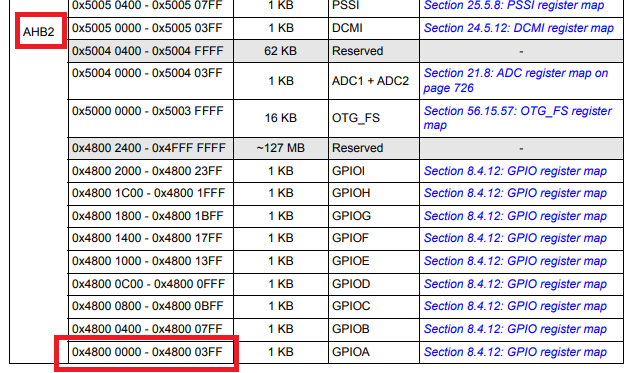 0x5005 0400 - 0x5005 07FF 1 KB PSSI Section 25.5.8: PSSI register map
AHB2 0x5005 0000 - 0x5005 03FF 1 KB DCMI Section 24.5.12: DCMI register map
0x5004 0400 - 0x5004 FFFF 62 KB Reserved -
0x5004 0000 - 0x5004 03FF 1 KB ADC1 + ADC2 Section 21.8: ADC register map on
page 726
0x5000 0000 - 0x5003 FFFF 16 KB OTG_FS Section 56.15.57: OTG_FS register
map
0x4800 2400 - 0x4FFF FFFF ~127 MB Reserved -
0x4800 2000 - 0x4800 23FF 1 KB GPIOI Section 8.4.12: GPIO register map
0x4800 1C00 - 0x4800 1FFF 1 KB GPIOH Section 8.4.12: GPIO register map
0x4800 1800 - 0x4800 1BFF 1 KB GPIOG Section 8.4.12: GPIO register map
0x4800 1400 - 0x4800 17FF 1 KB GPIOF Section 8.4.12: GPIO register map
0x4800 1000 - 0x4800 13FF 1 KB GPIOE Section 8.4.12: GPIO register map
0x4800 0C00 - 0x4800 0FFF 1 KB GPIOD Section 8.4.12: GPIO register map
0x4800 0800 - 0x4800 0BFF 1 KB GPIOC Section 8.4.12: GPIO register map
0x4800 0400 - 0x4800 07FF 1 KB GPIOB Section 8.4.12: GPIO register map
0x4800 0000 - 0x4800 03FF 1 KB GPIOA Section 8.4.12: GPIO register map